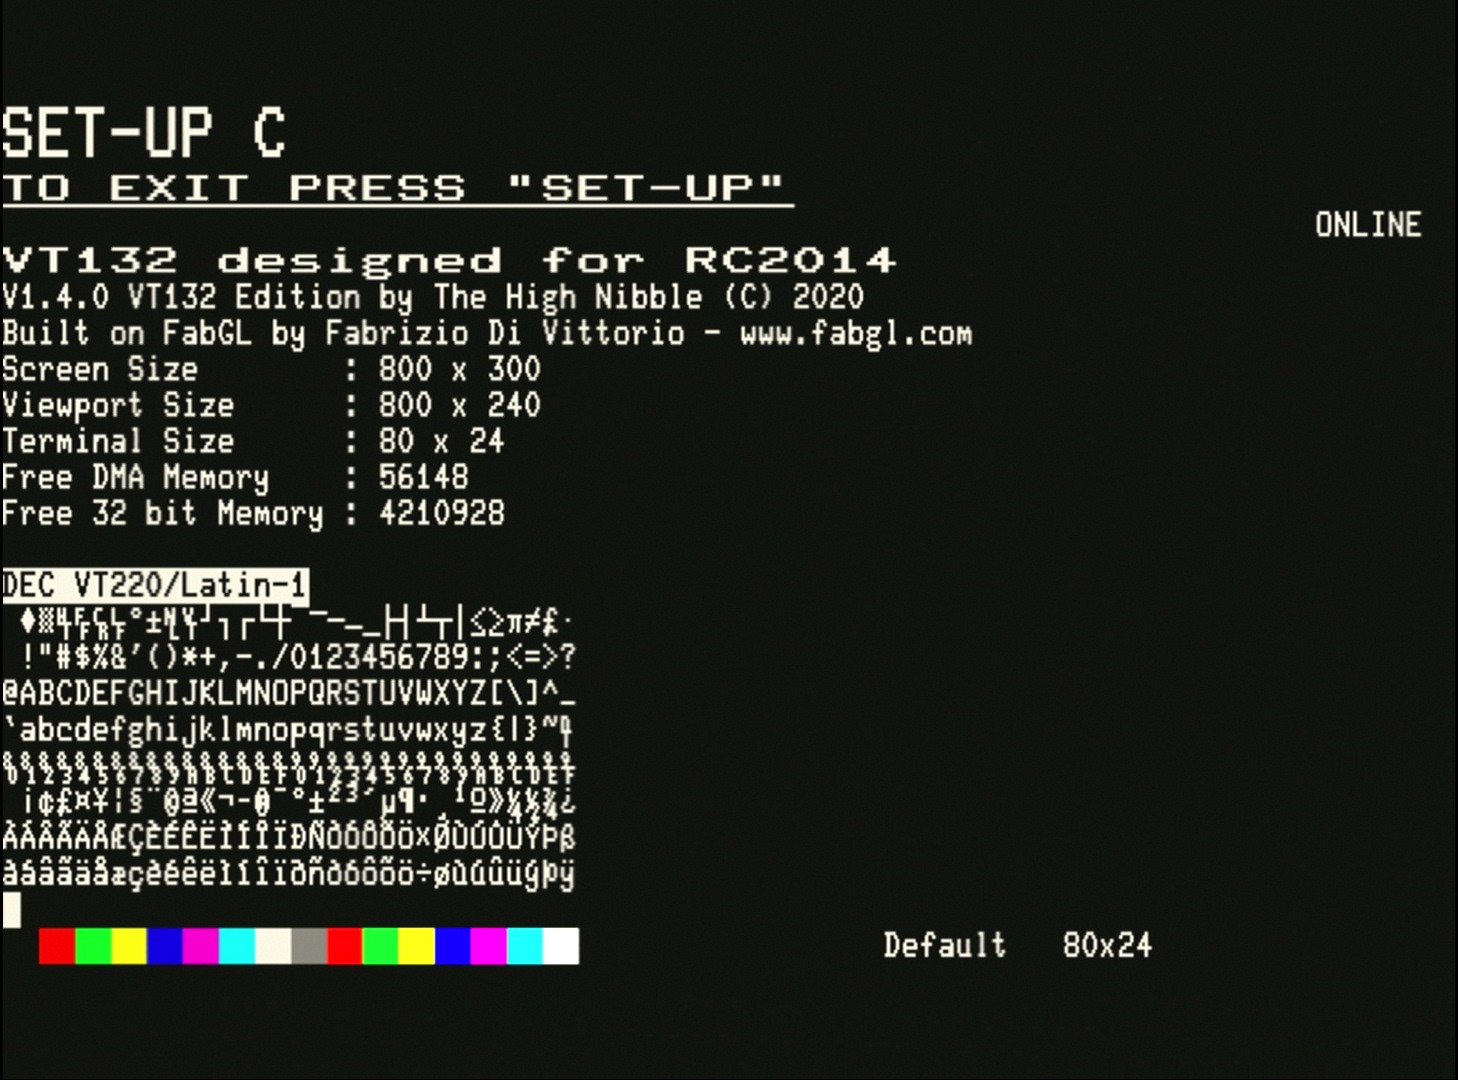 SET-UP C
TO EXIT PRESS "SET-UP"
ONLINE
VT132 designed for RC2014
V1.4.0 VT132 Edition by The High Nibble (C) 2020
Built on FabGL by Fabrizio Di Vittorio - www.fabgl.com
Screen Size : 800 x 300
Viewport Size : 800 x 240
Terminal Size : 80 x 24
Free DMA Memory : 56148
Free 32 bit Memory : 4210928
DEC VT220/Latin-1
♦▒␉␌␍␊°±␤␋┘┐┌└┼⎺⎻─⎼⎽├┤┴┬│≤≥π≠£·
!"#$%&'()*+,-./0123456789:;<=>?
@ABCDEFGHIJKLMNOPQRSTUVWXYZ[\]^_
`abcdefghijklmnopqrstuvwxyz{|}~
¡¢£¤¥¦§¨©ª«¬-®¯°±²³´µ¶·¸¹º»¼½¾¿
ÀÁÂÃÄÅÆÇÈÉÊËÌÍÎÏÐÑÒÓÔÕÖ×ØÙÚÛÜÝÞß
àáâãäåæçèéêëìíîïðñòóôõö÷øùúûüýþÿ
Default 80x24